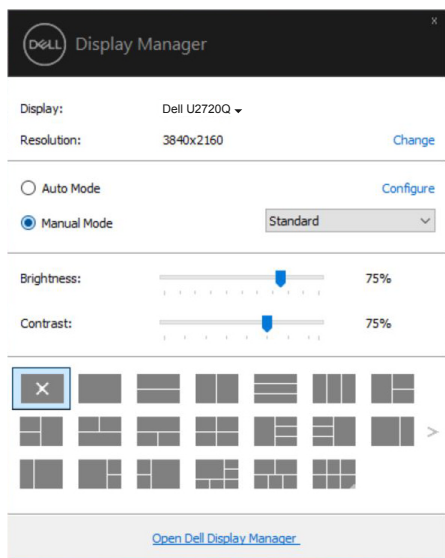 x
DELL Display Manager
Display: Dell U2720Q
Resolution: 3840x2160 Change
Auto Mode Configure
Manual Mode Standard
Brightness: 75%
Contrast: 75%
Open Dell Display Manager